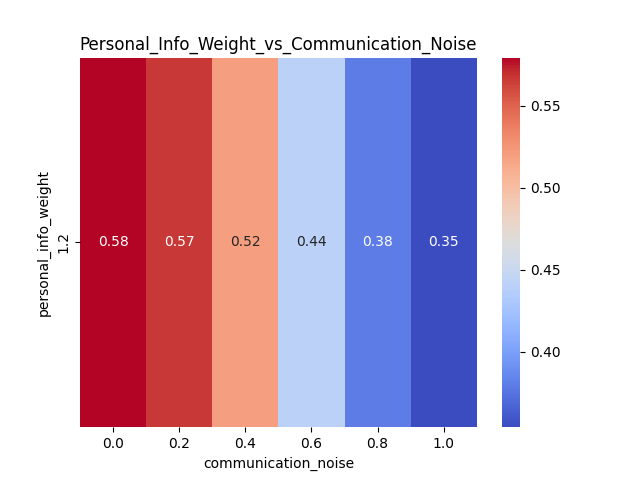 Personal_Info_Weight_vs_Communication_Noise
personal_info_weight
1.2
0.58 0.57 0.52 0.44 0.38 0.35
0.0 0.2 0.4 0.6 0.8 1.0
communication_noise
0.55
0.50
0.45
0.40